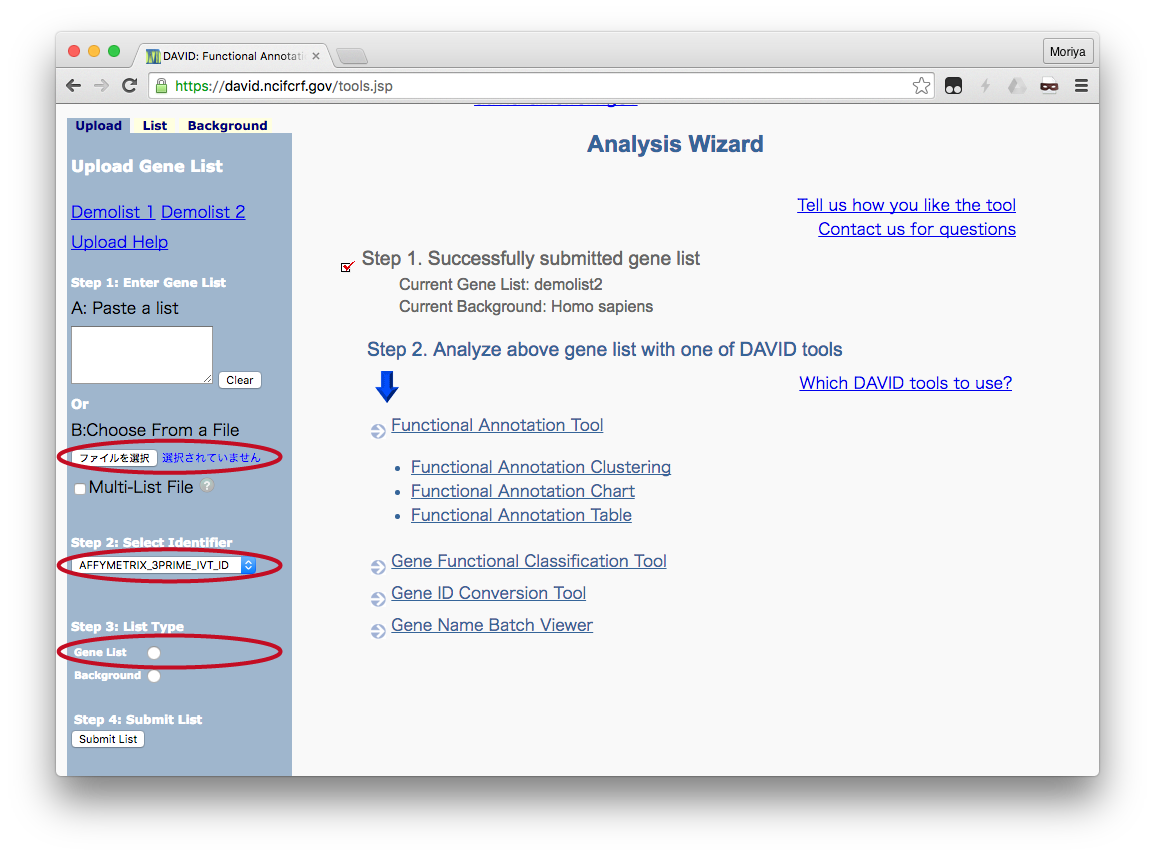 DAVID: Functional Annotati
Moriya
https://david.ncifcrf.gov/tools.jsp
Upload List Background
Upload Gene List
Demolist 1 Demolist 2
Upload Help
Step 1: Enter Gene List
A: Paste a list
Clear
Or
B:Choose From a File
ファイルを選択 選択されていません
Multi-List File ?
Step 2: Select Identifier
AFFYMETRIX_3PRIME_IVT_ID
Step 3: List Type
Gene List
Background
Step 4: Submit List
Submit List
Analysis Wizard
Tell us how you like the tool
Contact us for questions
Step 1. Successfully submitted gene list
Current Gene List: demolist2
Current Background: Homo sapiens
Step 2. Analyze above gene list with one of DAVID tools
Which DAVID tools to use?
Functional Annotation Tool
Functional Annotation Clustering
Functional Annotation Chart
Functional Annotation Table
Gene Functional Classification Tool
Gene ID Conversion Tool
Gene Name Batch Viewer